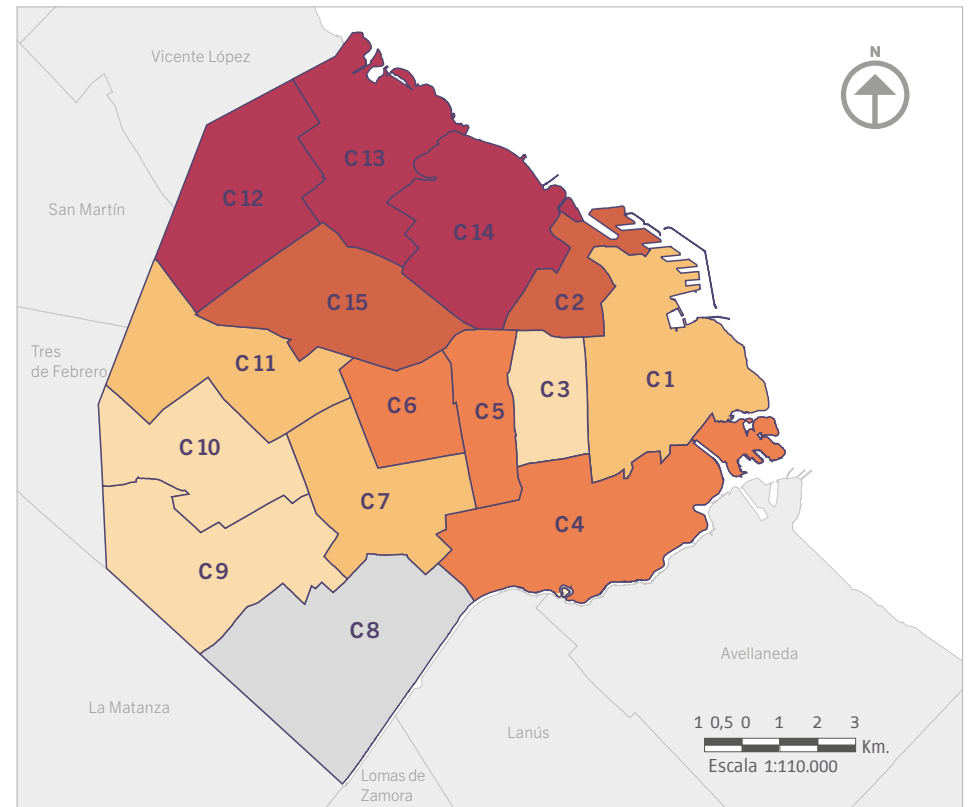 Vicente López
N
C 13
C 12
San Martín
C 14
C 15
C 2
Tres
de Febrero
C 11
C 3
C 1
C 6
C 5
C 10
C 7
C 4
C 9
C 8
Avellaneda
La Matanza
Lanús
1 0,5 0 1 2 3
Km.
Escala 1:110.000
Lomas de
Zamora